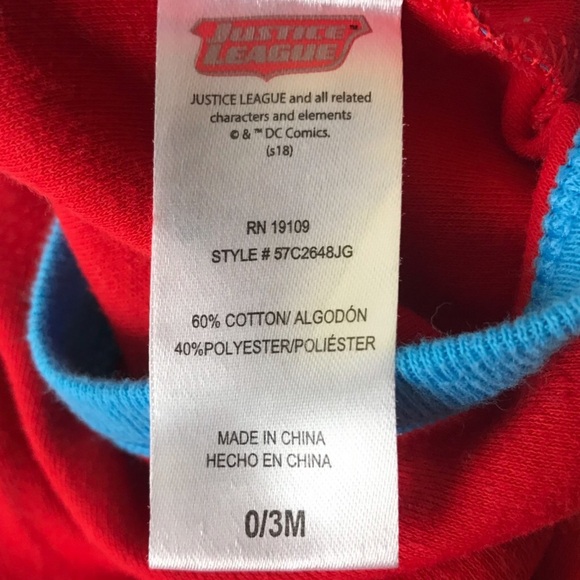 JUSTICE
LEAGUE
JUSTICE LEAGUE and all related
characters and elements
© & ™ DC Comics.
(s18)
RN 19109
STYLE # 57C2648JG
60% COTTON/ ALGODÓN
40%POLYESTER/POLIÉSTER
MADE IN CHINA
HECHO EN CHINA
0/3M